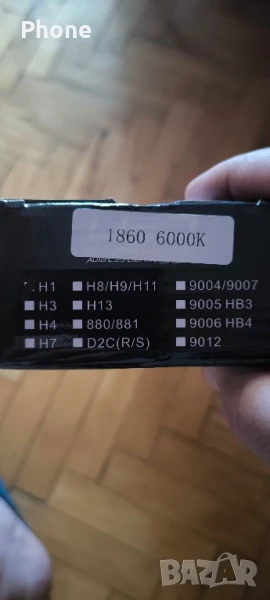 Phone
1860 6000K
H1 H8/H9/H11 9004/9007
H3 H13 9005 HB3
H4 880/881 9006 HB4
H7 D2C(R/S) 9012
BAZAR